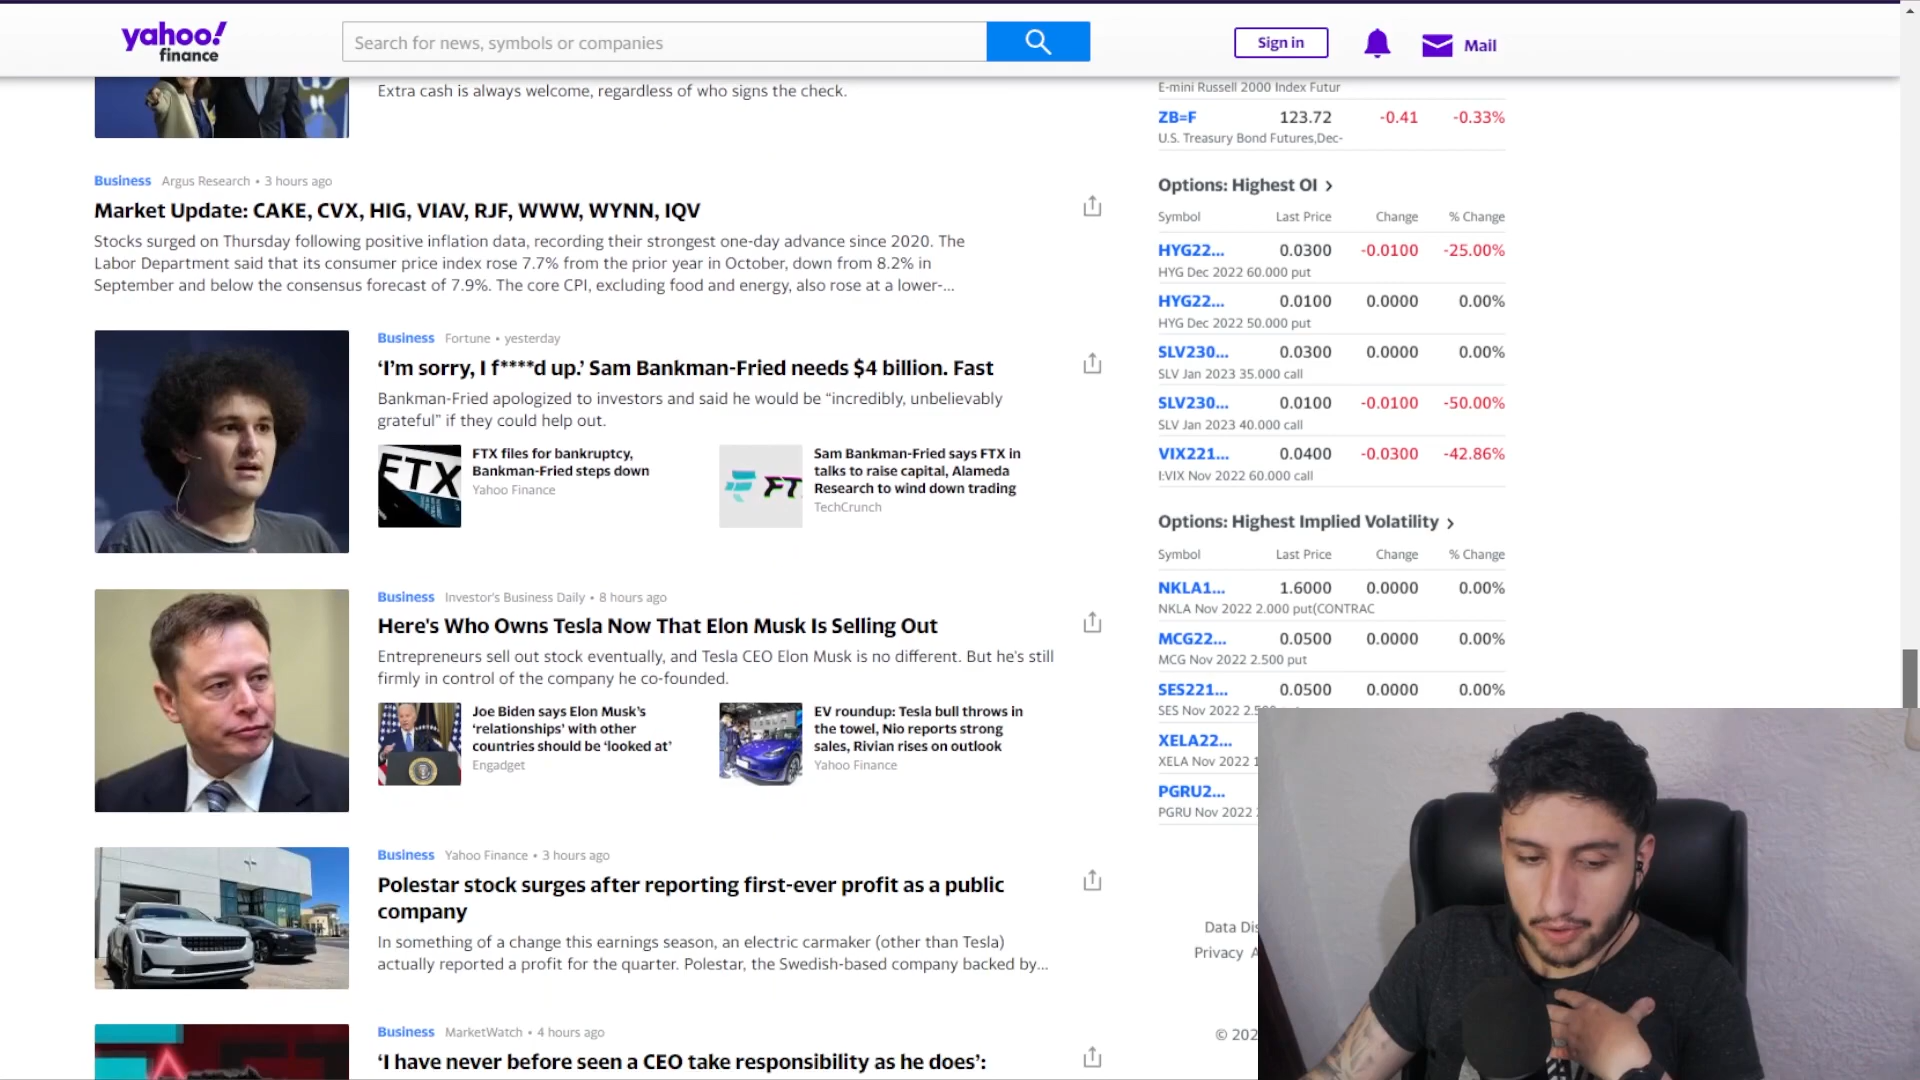 yahoo!
finance
Search for news, symbols or companies
Sign in
Mail
Extra cash is always welcome, regardless of who signs the check.
Business Argus Research • 3 hours ago
Market Update: CAKE, CVX, HIG, VIAV, RJF, WWW, WYNN, IQV
Stocks surged on Thursday following positive inflation data, recording their strongest one-day advance since 2020. The
Labor Department said that its consumer price index rose 7.7% from the prior year in October, down from 8.2% in
September and below the consensus forecast of 7.9%. The core CPI, excluding food and energy, also rose at a lower-...
Business Fortune • yesterday
‘I’m sorry, I f****d up.’ Sam Bankman-Fried needs $4 billion. Fast
Bankman-Fried apologized to investors and said he would be “incredibly, unbelievably
grateful” if they could help out.
FTX
FTX files for bankruptcy,
Bankman-Fried steps down
Yahoo Finance
FT
Sam Bankman-Fried says FTX in
talks to raise capital, Alameda
Research to wind down trading
TechCrunch
Business Investor's Business Daily • 8 hours ago
Here's Who Owns Tesla Now That Elon Musk Is Selling Out
Entrepreneurs sell out stock eventually, and Tesla CEO Elon Musk is no different. But he's still
firmly in control of the company he co-founded.
Joe Biden says Elon Musk’s
‘relationships’ with other
countries should be ‘looked at’
Engadget
EV roundup: Tesla bull throws in
the towel, Nio reports strong
sales, Rivian rises on outlook
Yahoo Finance
Business Yahoo Finance • 3 hours ago
Polestar stock surges after reporting first-ever profit as a public
company
In something of a change this earnings season, an electric carmaker (other than Tesla)
actually reported a profit for the quarter. Polestar, the Swedish-based company backed by...
Business MarketWatch • 4 hours ago
‘I have never before seen a CEO take responsibility as he does’:
E-mini Russell 2000 Index Futur
ZB=F 123.72 -0.41 -0.33%
U.S. Treasury Bond Futures,Dec-
Options: Highest OI
Symbol Last Price Change % Change
HYG22... 0.0300 -0.0100 -25.00%
HYG Dec 2022 60.000 put
HYG22... 0.0100 0.0000 0.00%
HYG Dec 2022 50.000 put
SLV230... 0.0300 0.0000 0.00%
SLV Jan 2023 35.000 call
SLV230... 0.0100 -0.0100 -50.00%
SLV Jan 2023 40.000 call
VIX221... 0.0400 -0.0300 -42.86%
I:VIX Nov 2022 60.000 call
Options: Highest Implied Volatility
Symbol Last Price Change % Change
NKLA1... 1.6000 0.0000 0.00%
NKLA Nov 2022 2.000 put(CONTRAC
MCG22... 0.0500 0.0000 0.00%
MCG Nov 2022 2.500 put
SES221... 0.0500 0.0000 0.00%
SES Nov 2022
XELA22...
XELA Nov 2022
PGRU2...
PGRU Nov 2022
Data Dis
Privacy
© 202